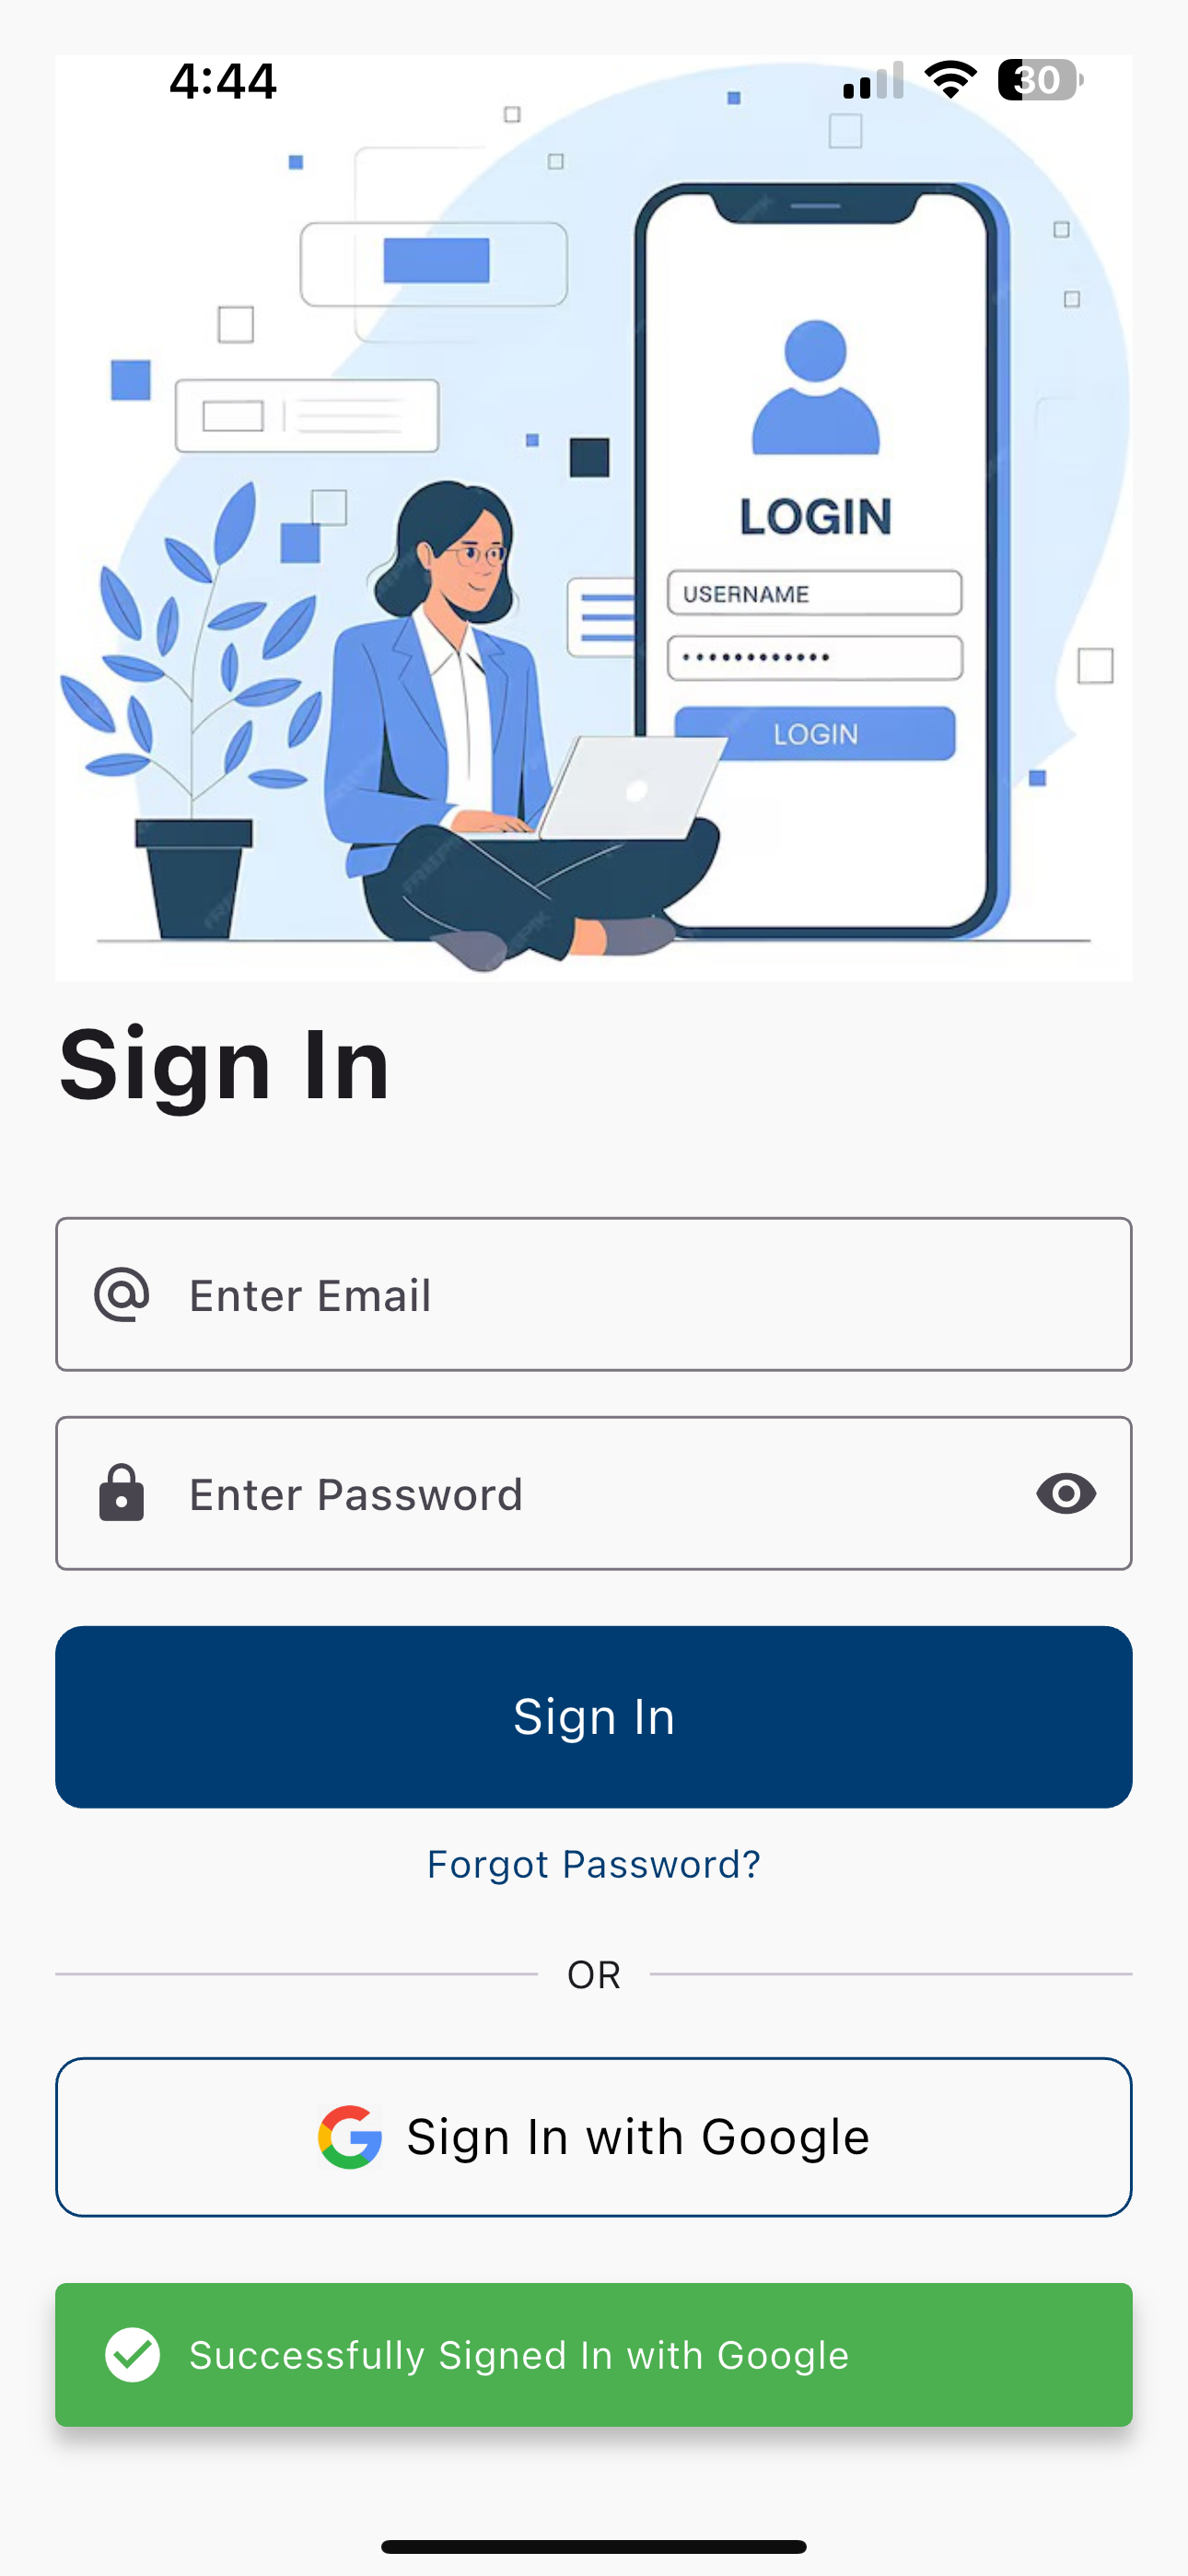 4:44
30
LOGIN
USERNAME
LOGIN
Sign In
Enter Email
Enter Password
Sign In
Forgot Password?
OR
Sign In with Google
Successfully Signed In with Google